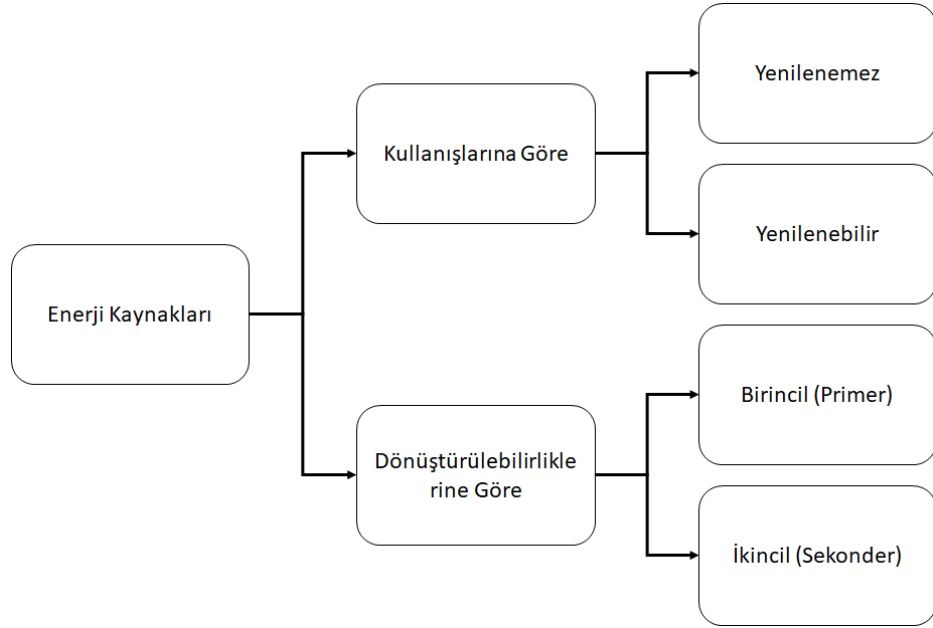 Enerji Kaynakları
Kullanışlarına Göre
Yenilenemez
Yenilenebilir
Dönüştürülebilirlikle
rine Göre
Birincil (Primer)
İkincil (Sekonder)